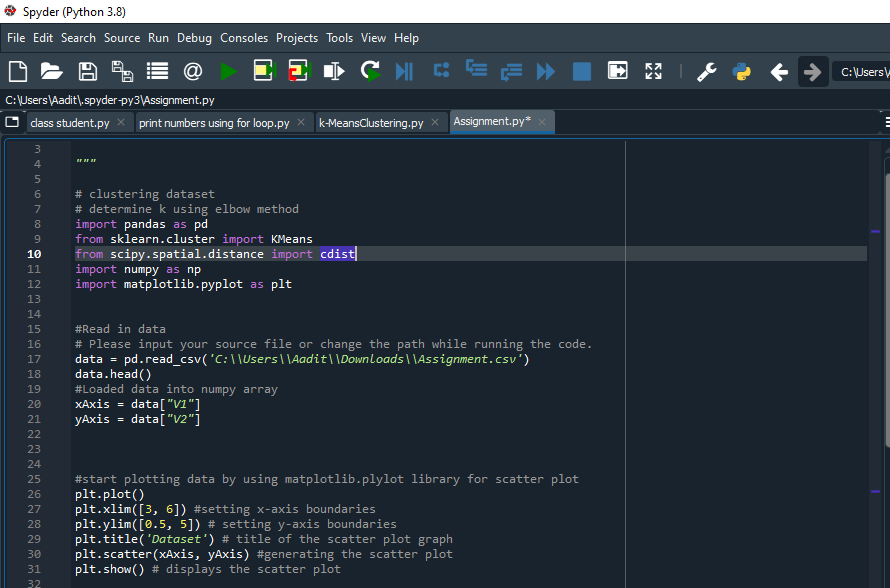 Spyder (Python 3.8)
File Edit Search Source Run Debug Consoles Projects Tools View Help
C:\Users\A
C:\Users\Aadit\.spyder-py3\Assignment.py
class student.py print numbers using for loop.py k-MeansClustering.py Assignment.py*
3
4 """
5
6 # clustering dataset
7 # determine k using elbow method
8 import pandas as pd
9 from sklearn.cluster import KMeans
10 from scipy.spatial.distance import cdist
11 import numpy as np
12 import matplotlib.pyplot as plt
13
14
15 #Read in data
16 # Please input your source file or change the path while running the code.
17 data = pd.read_csv('C:\\Users\\Aadit\\Downloads\\Assignment.csv')
18 data.head()
19 #Loaded data into numpy array
20 xAxis = data["V1"]
21 yAxis = data["V2"]
22
23
24
25 #start plotting data by using matplotlib.plylot library for scatter plot
26 plt.plot()
27 plt.xlim([3, 6]) #setting x-axis boundaries
28 plt.ylim([0.5, 5]) # setting y-axis boundaries
29 plt.title('Dataset') # title of the scatter plot graph
30 plt.scatter(xAxis, yAxis) #generating the scatter plot
31 plt.show() # displays the scatter plot
32